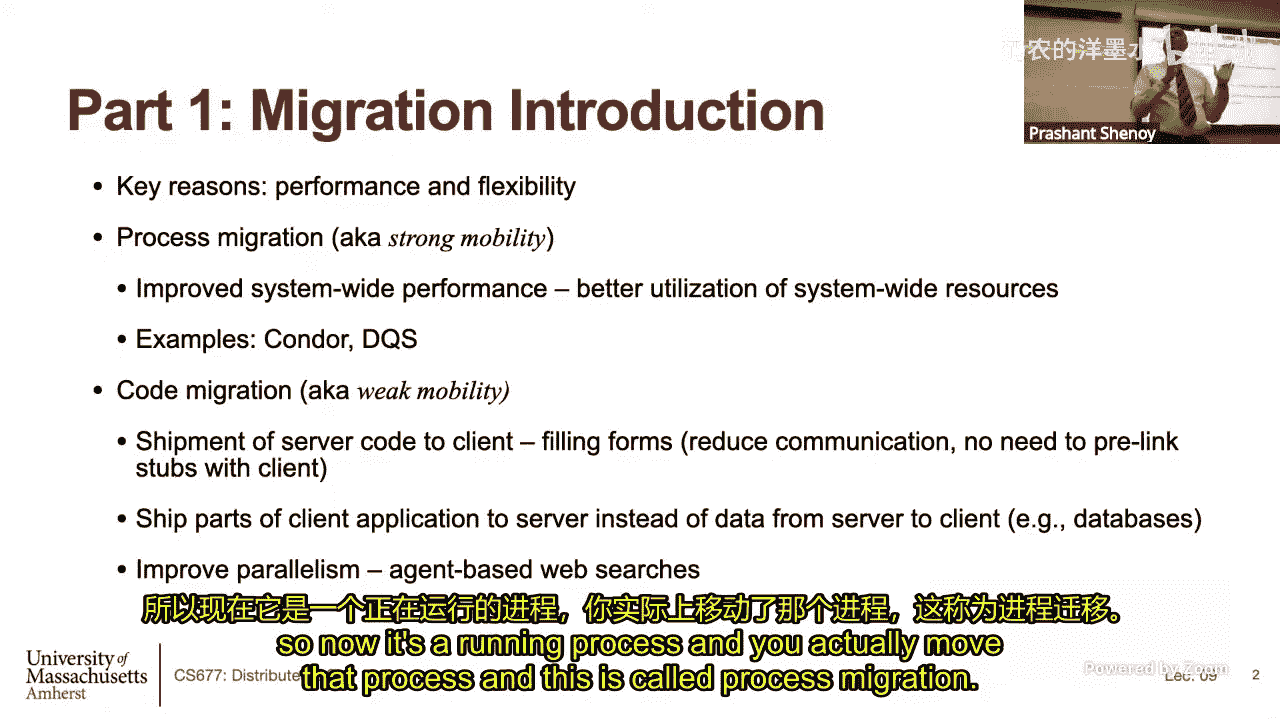 Part 1: Migration Introduction
Prashant Shenoy
• Key reasons: performance and flexibility
• Process migration (aka strong mobility)
• Improved system-wide performance – better utilization of system-wide resources
• Examples: Condor, DQS
• Code migration (aka weak mobility)
• Shipment of server code to client – filling forms (reduce communication, no need to pre-link
stubs with client)
• Ship parts of client application to server instead of data from server to client (e.g., databases)
• Improve parallelism – agent-based web searches
所以现在它是一个正在运行的进程，你实际上移动了那个进程，这称为进程迁移。
so now it's a running process and you actually move
that process and this is called process migration.
University of
Massachusetts
Amherst
CS677: Distribute
Powered by Zoom
Lec. 09
2